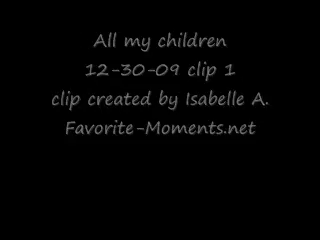 All my children
12-30-09 clip 1
clip created by Isabelle A.
Favorite-Moments.net